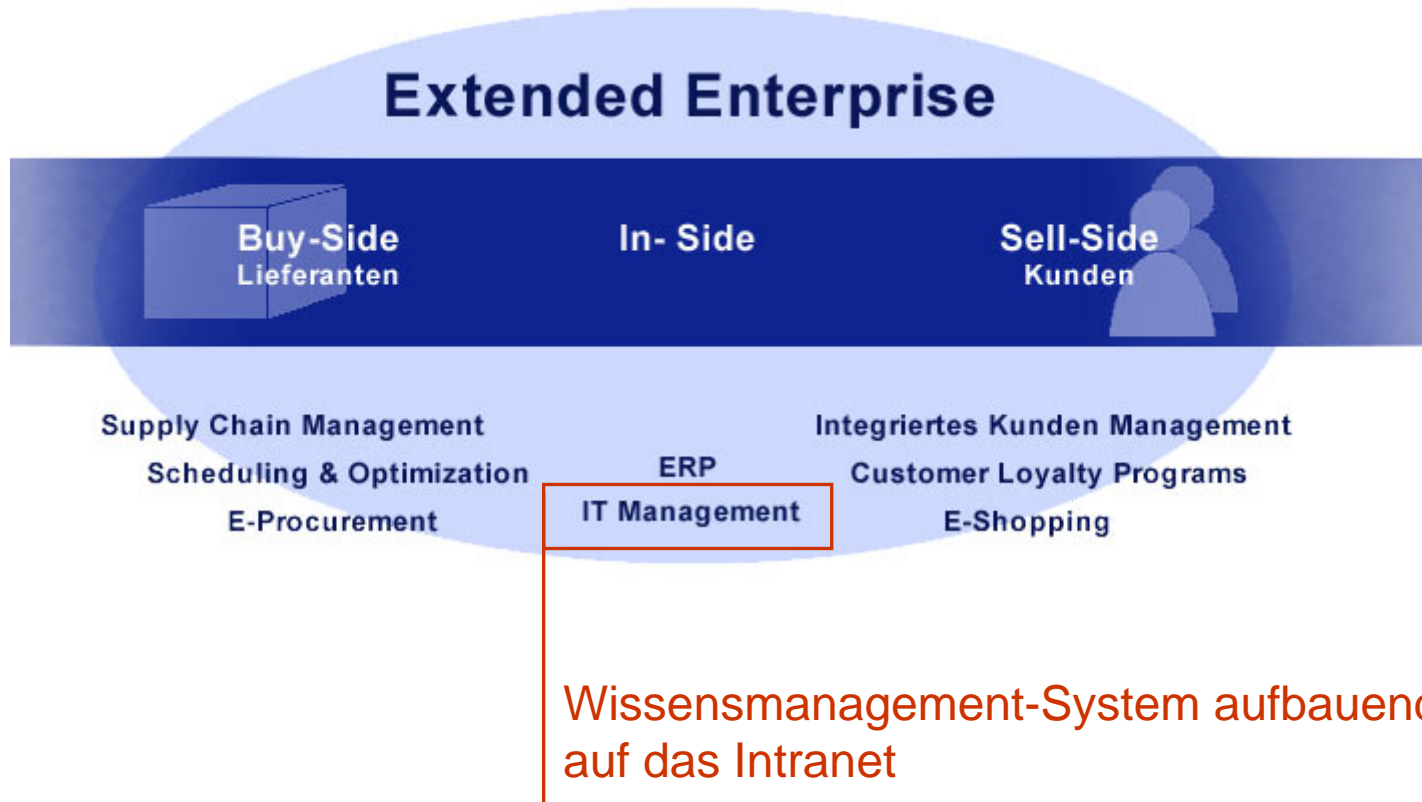 Extended Enterprise
Buy-Side
Lieferanten
In- Side
Sell-Side
Kunden
Supply Chain Management
Scheduling & Optimization
E-Procurement
ERP
IT Management
Integriertes Kunden Management
Customer Loyalty Programs
E-Shopping
Wissensmanagement-System aufbauend
auf das Intranet